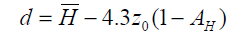 d = H̅ − 4.3z₀(1 − A_H)